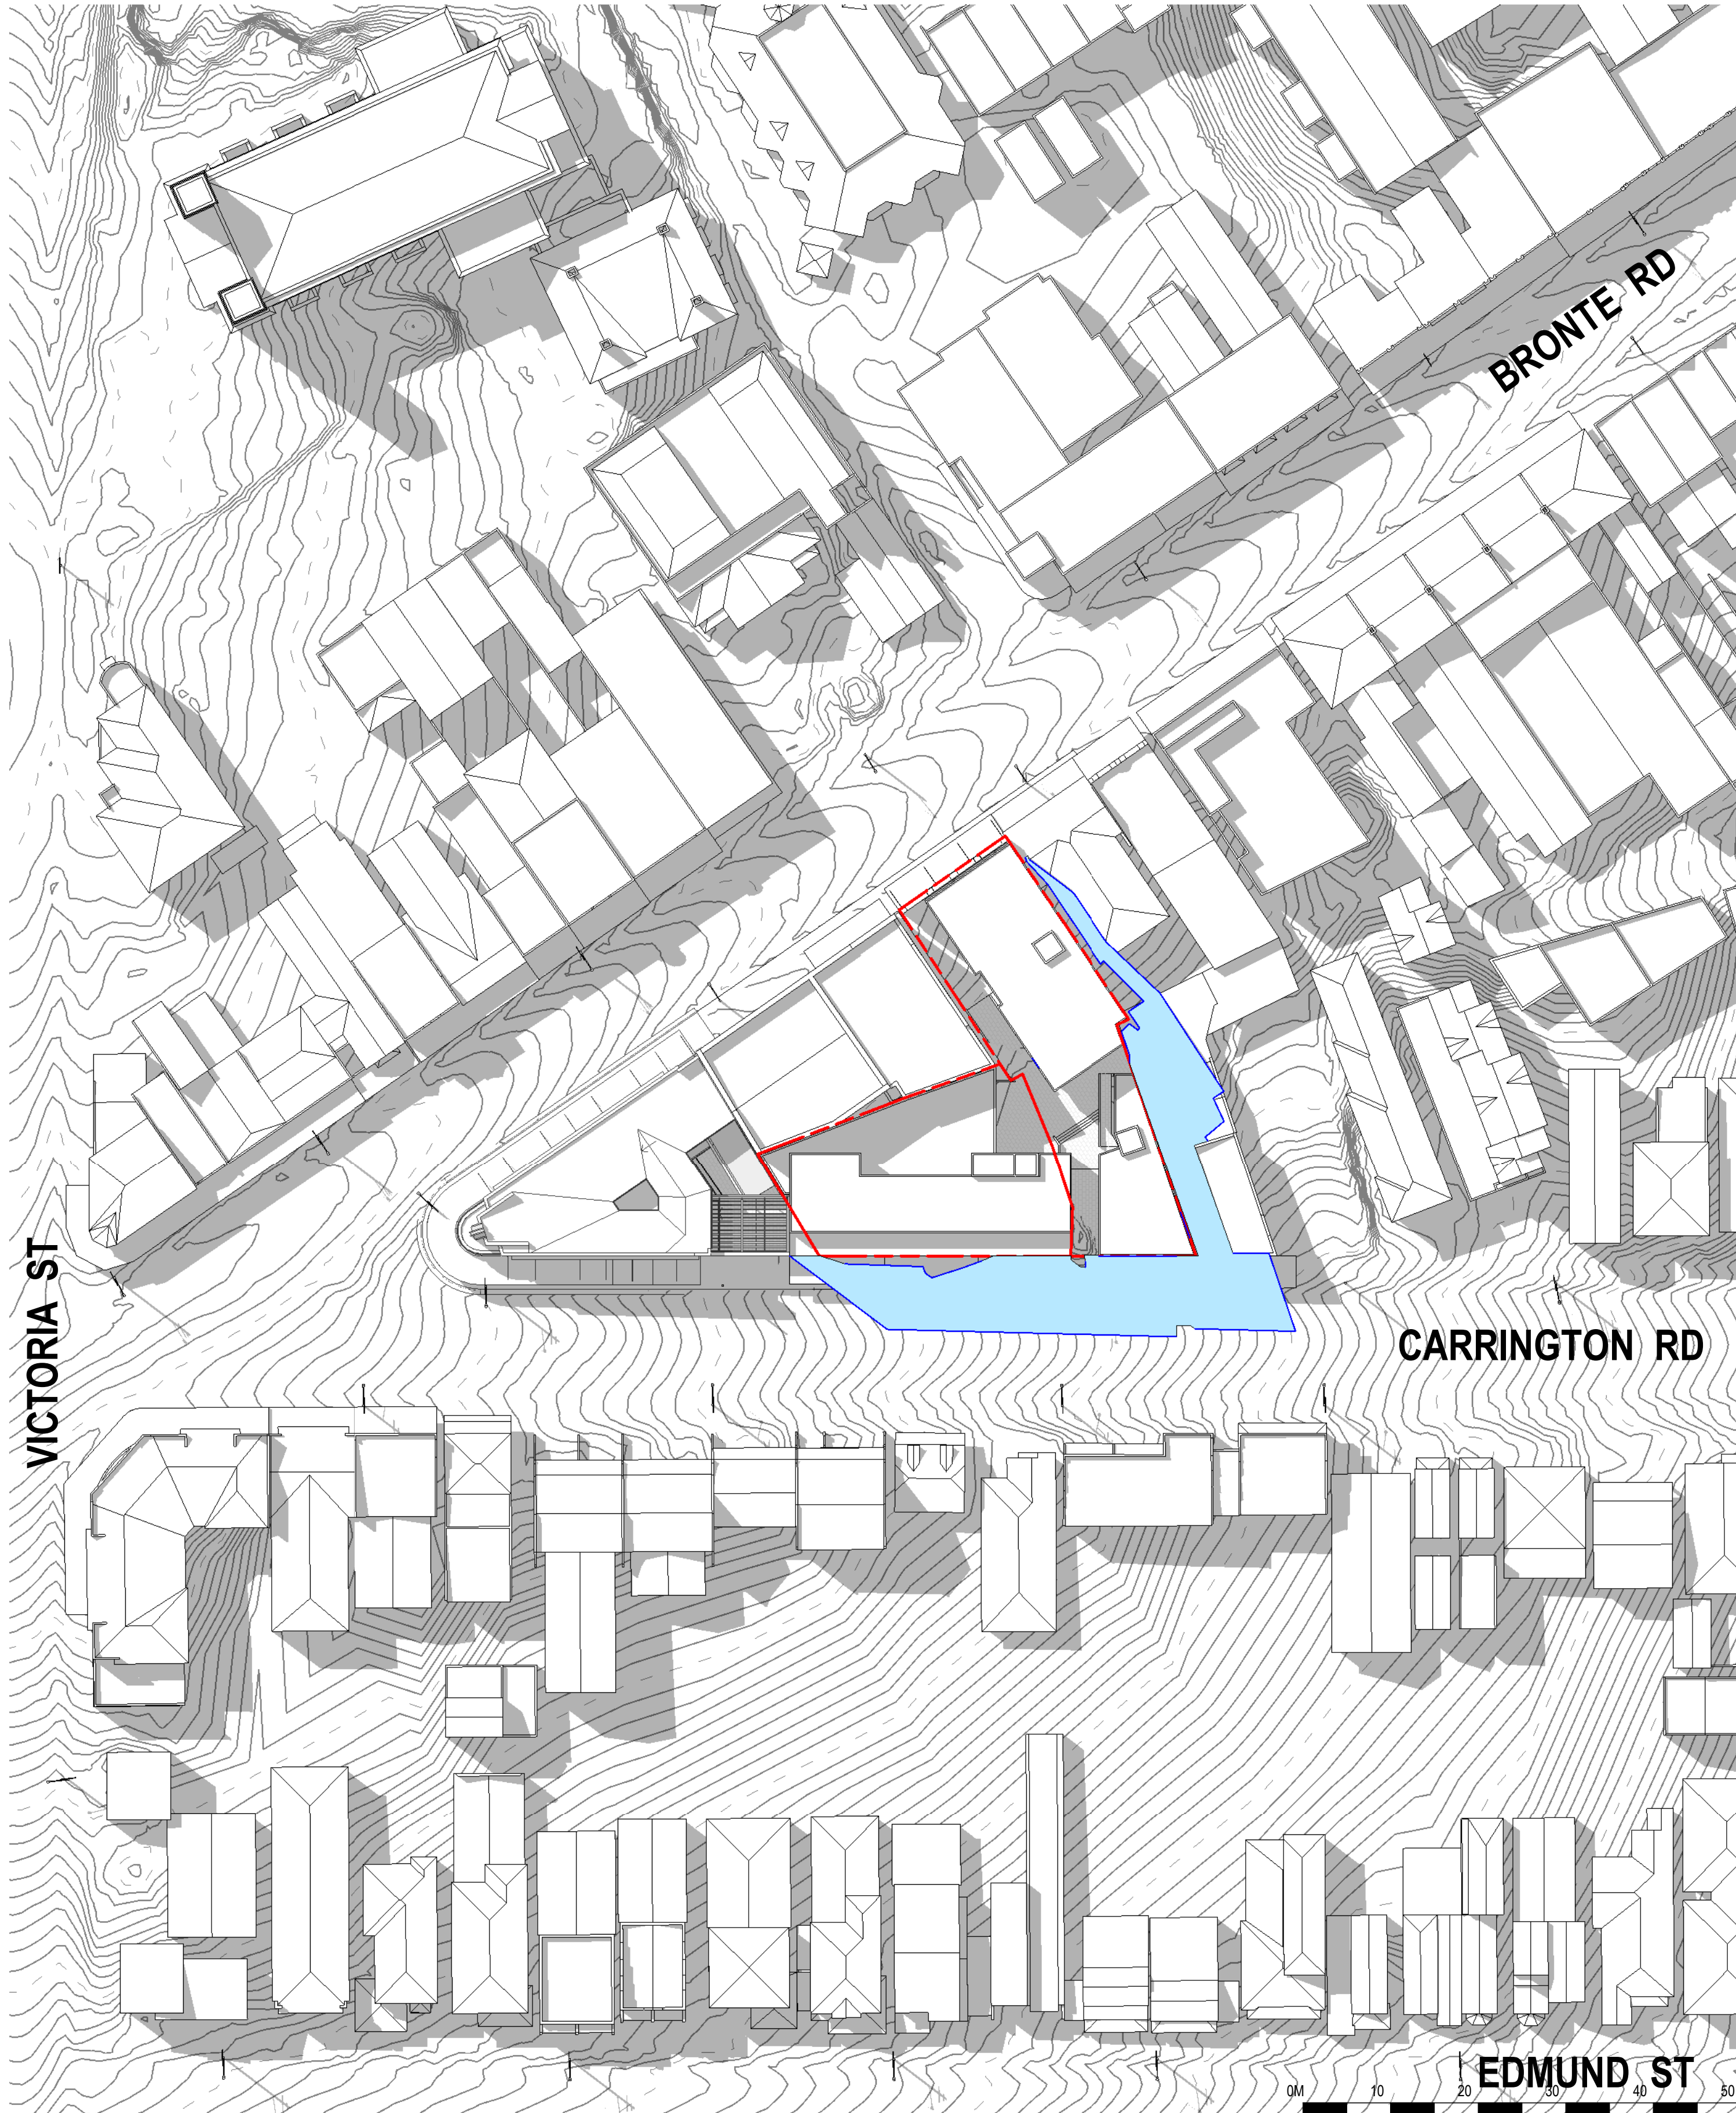 BRONTE RD
VICTORIA ST
CARRINGTON RD
EDMUND ST
0M 10 20 30 40 50